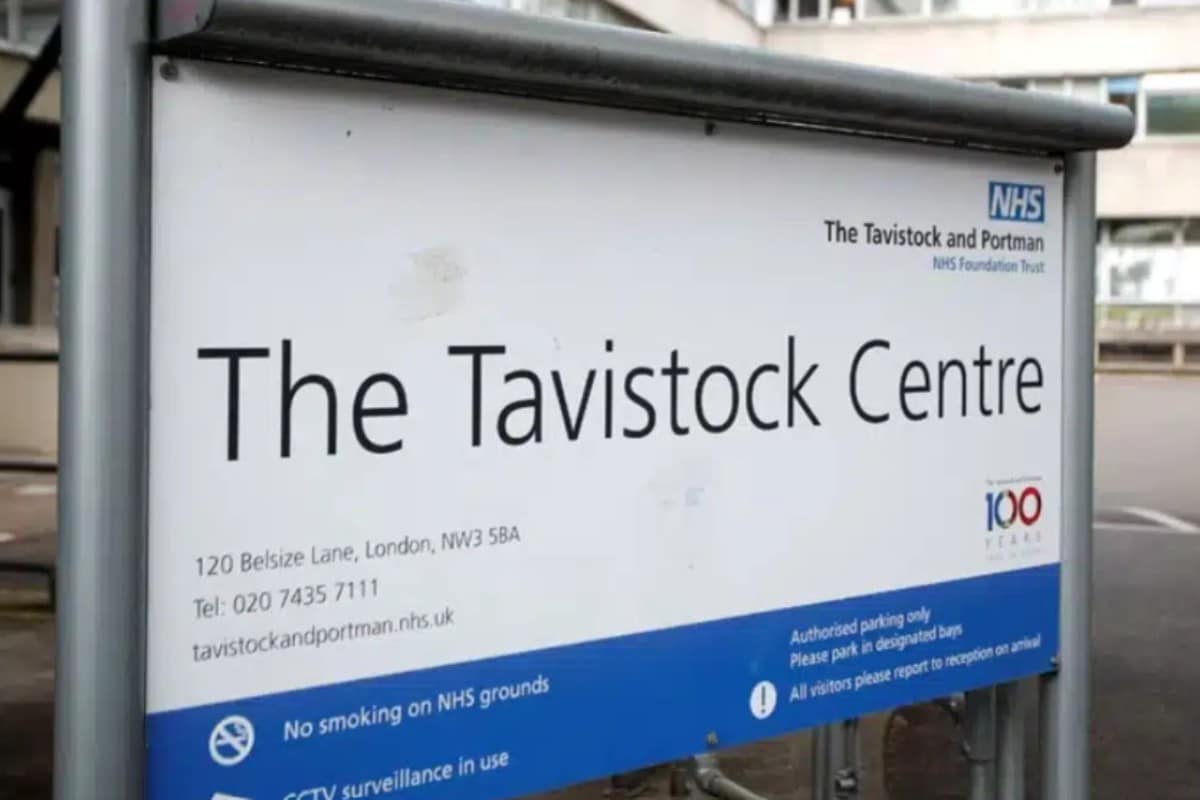 NHS
The Tavistock and Portman
NHS Foundation Trust
The Tavistock Centre
100
YEARS
120 Belsize Lane, London, NW3 5BA
Tel: 020 7435 7111
tavistockandportman.nhs.uk
No smoking on NHS grounds
CCTV surveillance in use
Authorised parking only
Please park in designated bays
All visitors please report to reception on arrival